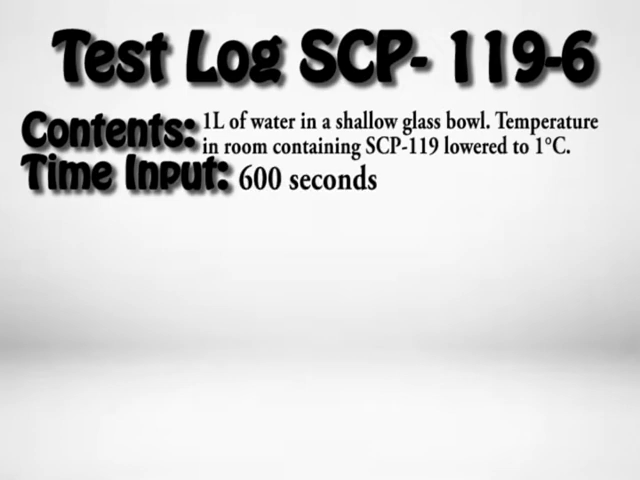 Test Log SCP- 119-6
Contents: 1L of water in a shallow glass bowl. Temperature
in room containing SCP-119 lowered to 1°C.
Time Input: 600 seconds